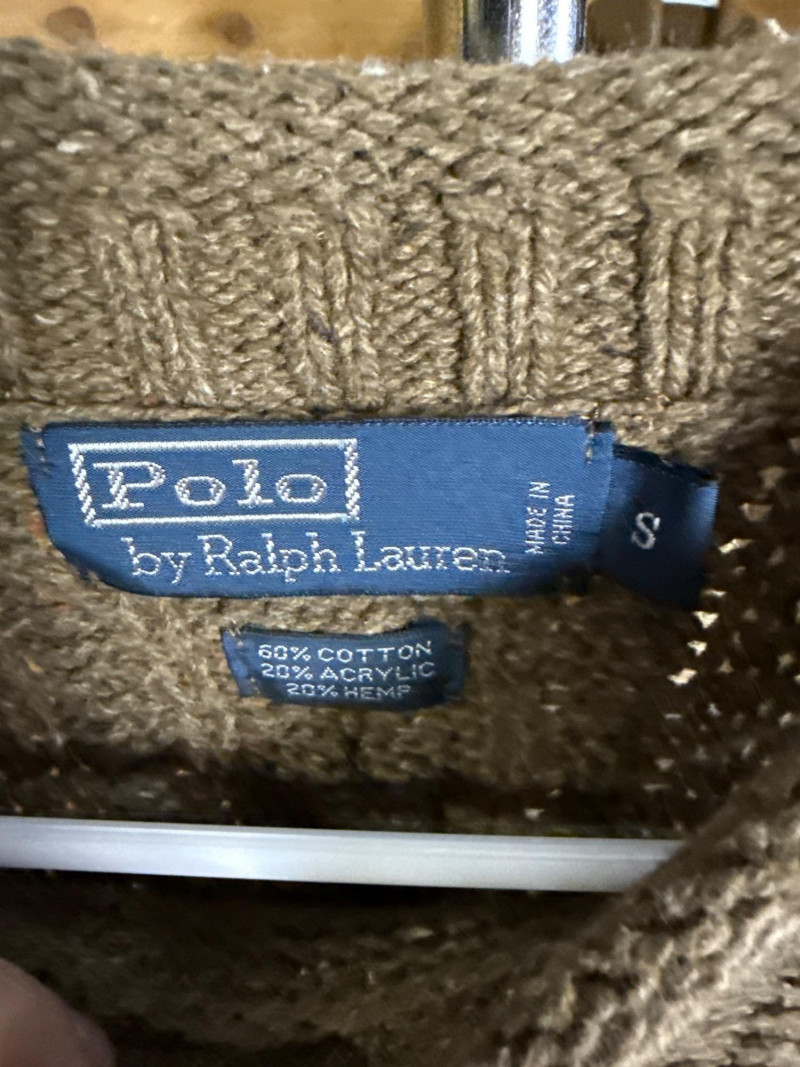 Polo
by Ralph Lauren
MADE IN
CHINA
S
60% COTTON
20% ACRYLIC
20% HEMP